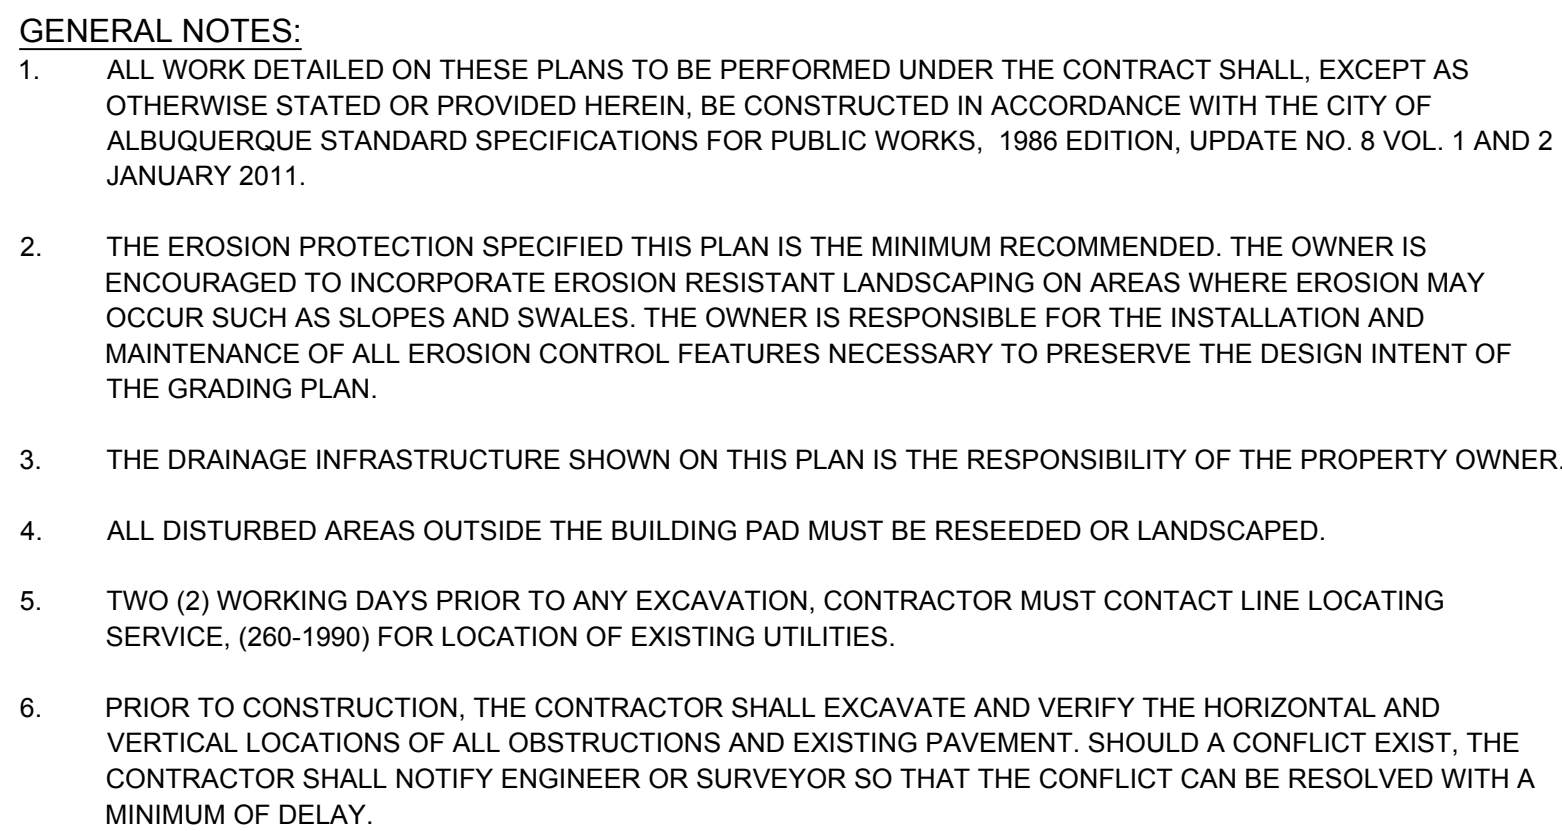 GENERAL NOTES:
1. ALL WORK DETAILED ON THESE PLANS TO BE PERFORMED UNDER THE CONTRACT SHALL, EXCEPT AS
OTHERWISE STATED OR PROVIDED HEREIN, BE CONSTRUCTED IN ACCORDANCE WITH THE CITY OF
ALBUQUERQUE STANDARD SPECIFICATIONS FOR PUBLIC WORKS,  1986 EDITION, UPDATE NO. 8 VOL. 1 AND 2
JANUARY 2011.
2. THE EROSION PROTECTION SPECIFIED THIS PLAN IS THE MINIMUM RECOMMENDED. THE OWNER IS
ENCOURAGED TO INCORPORATE EROSION RESISTANT LANDSCAPING ON AREAS WHERE EROSION MAY
OCCUR SUCH AS SLOPES AND SWALES. THE OWNER IS RESPONSIBLE FOR THE INSTALLATION AND
MAINTENANCE OF ALL EROSION CONTROL FEATURES NECESSARY TO PRESERVE THE DESIGN INTENT OF
THE GRADING PLAN.
3. THE DRAINAGE INFRASTRUCTURE SHOWN ON THIS PLAN IS THE RESPONSIBILITY OF THE PROPERTY OWNER.
4. ALL DISTURBED AREAS OUTSIDE THE BUILDING PAD MUST BE RESEEDED OR LANDSCAPED.
5. TWO (2) WORKING DAYS PRIOR TO ANY EXCAVATION, CONTRACTOR MUST CONTACT LINE LOCATING
SERVICE, (260-1990) FOR LOCATION OF EXISTING UTILITIES.
6. PRIOR TO CONSTRUCTION, THE CONTRACTOR SHALL EXCAVATE AND VERIFY THE HORIZONTAL AND
VERTICAL LOCATIONS OF ALL OBSTRUCTIONS AND EXISTING PAVEMENT. SHOULD A CONFLICT EXIST, THE
CONTRACTOR SHALL NOTIFY ENGINEER OR SURVEYOR SO THAT THE CONFLICT CAN BE RESOLVED WITH A
MINIMUM OF DELAY.